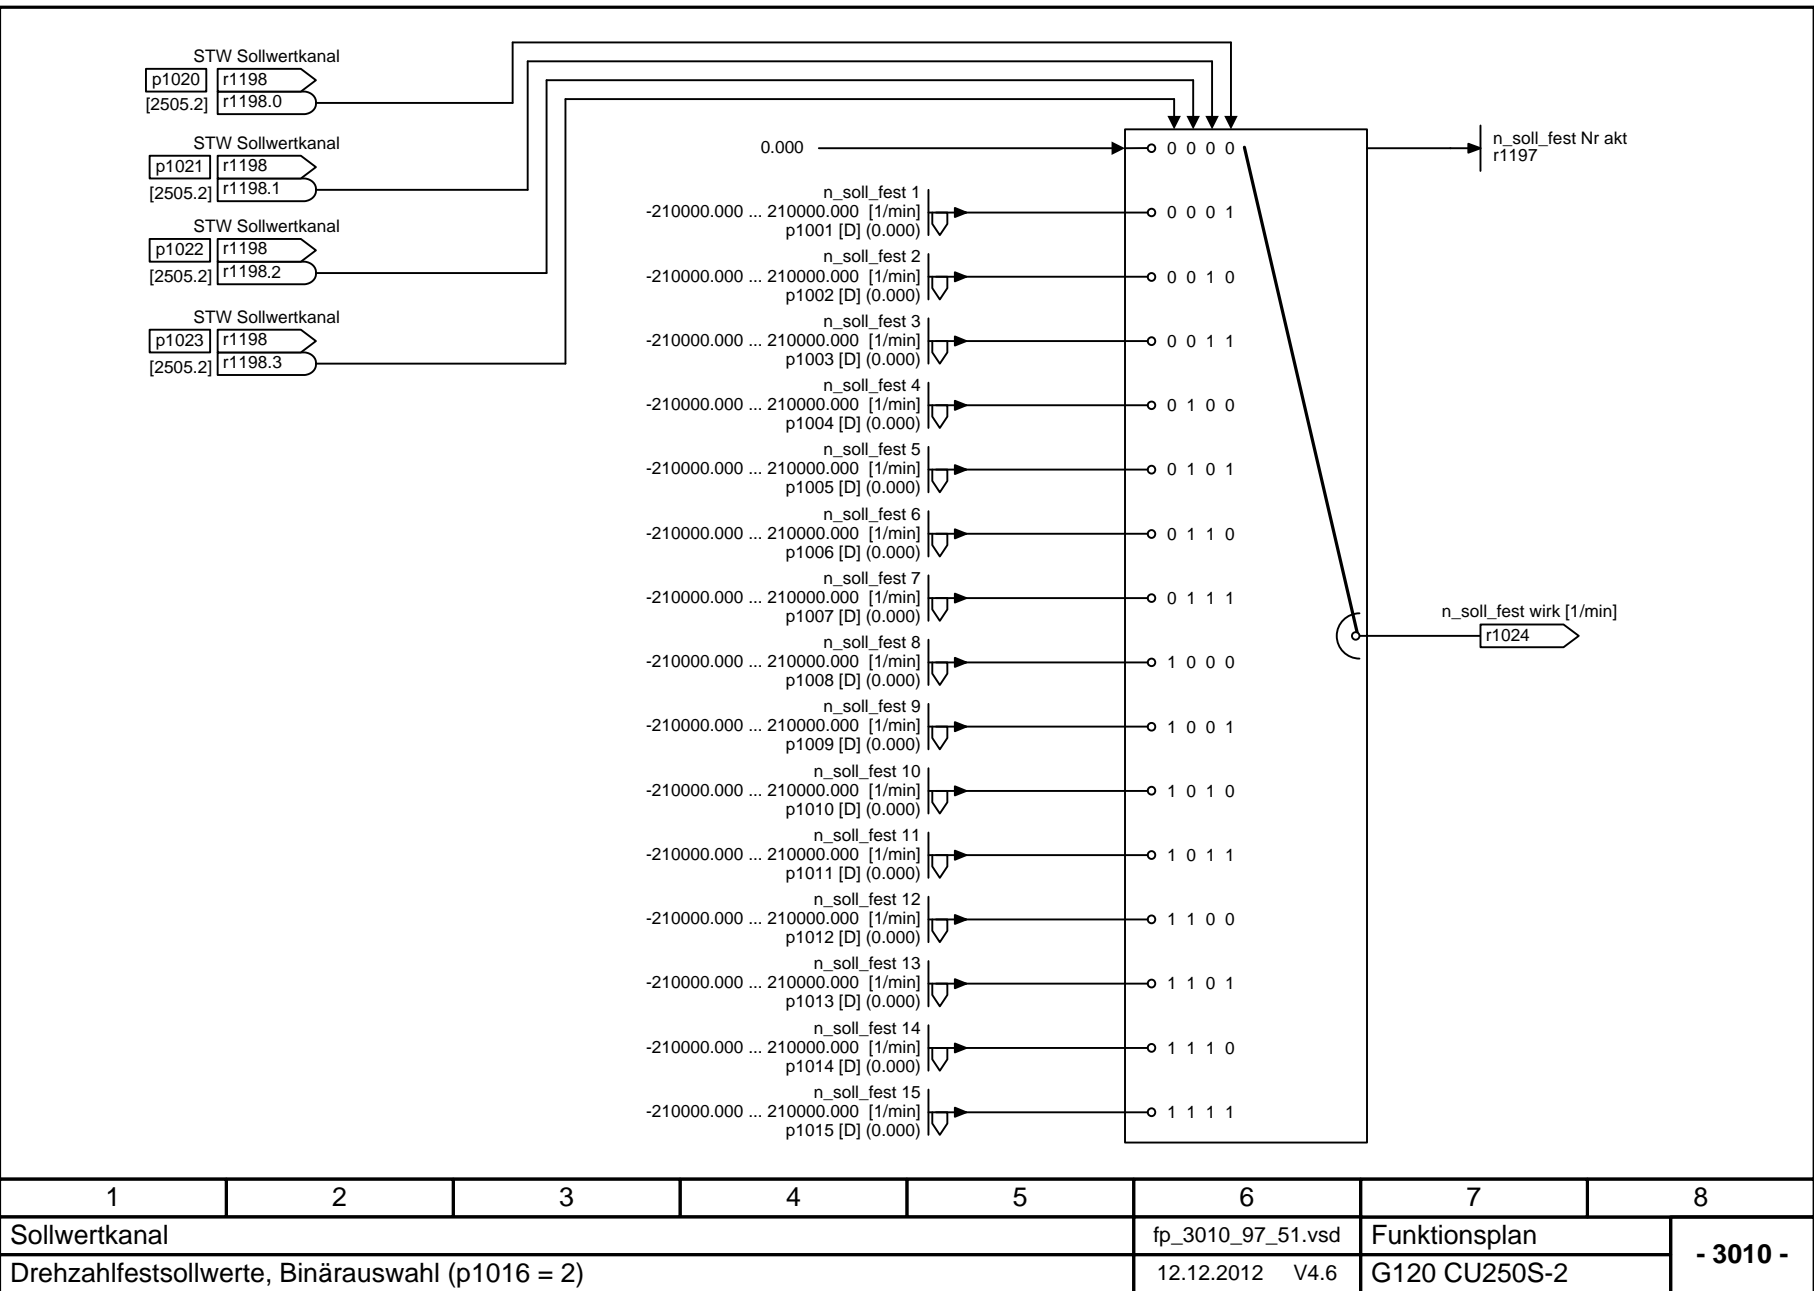 STW Sollwertkanal
p1020 r1198
[2505.2] r1198.0
STW Sollwertkanal
p1021 r1198
[2505.2] r1198.1
STW Sollwertkanal
p1022 r1198
[2505.2] r1198.2
STW Sollwertkanal
p1023 r1198
[2505.2] r1198.3
0.000 0 0 0 0
n_soll_fest Nr akt
r1197
n_soll_fest 1
-210000.000 ... 210000.000 [1/min] 0 0 0 1
p1001 [D] (0.000)
n_soll_fest 2
-210000.000 ... 210000.000 [1/min] 0 0 1 0
p1002 [D] (0.000)
n_soll_fest 3
-210000.000 ... 210000.000 [1/min] 0 0 1 1
p1003 [D] (0.000)
n_soll_fest 4
-210000.000 ... 210000.000 [1/min] 0 1 0 0
p1004 [D] (0.000)
n_soll_fest 5
-210000.000 ... 210000.000 [1/min] 0 1 0 1
p1005 [D] (0.000)
n_soll_fest 6
-210000.000 ... 210000.000 [1/min] 0 1 1 0
p1006 [D] (0.000)
n_soll_fest 7
-210000.000 ... 210000.000 [1/min] 0 1 1 1
p1007 [D] (0.000)
n_soll_fest wirk [1/min]
r1024
n_soll_fest 8
-210000.000 ... 210000.000 [1/min] 1 0 0 0
p1008 [D] (0.000)
n_soll_fest 9
-210000.000 ... 210000.000 [1/min] 1 0 0 1
p1009 [D] (0.000)
n_soll_fest 10
-210000.000 ... 210000.000 [1/min] 1 0 1 0
p1010 [D] (0.000)
n_soll_fest 11
-210000.000 ... 210000.000 [1/min] 1 0 1 1
p1011 [D] (0.000)
n_soll_fest 12
-210000.000 ... 210000.000 [1/min] 1 1 0 0
p1012 [D] (0.000)
n_soll_fest 13
-210000.000 ... 210000.000 [1/min] 1 1 0 1
p1013 [D] (0.000)
n_soll_fest 14
-210000.000 ... 210000.000 [1/min] 1 1 1 0
p1014 [D] (0.000)
n_soll_fest 15
-210000.000 ... 210000.000 [1/min] 1 1 1 1
p1015 [D] (0.000)
1 2 3 4 5 6 7 8
Sollwertkanal fp_3010_97_51.vsd Funktionsplan
- 3010 -
Drehzahlfestsollwerte, Binärauswahl (p1016 = 2) 12.12.2012 V4.6 G120 CU250S-2